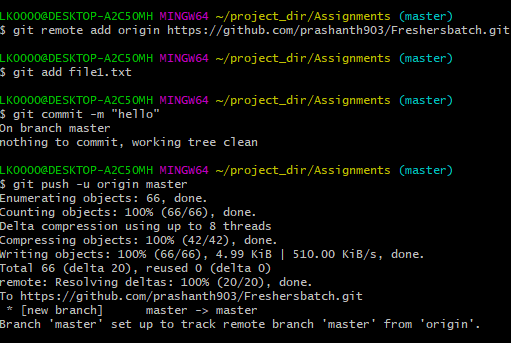 LKOOOO@DESKTOP-A2C50MH MINGW64 ~/project_dir/Assignments (master)
$ git remote add origin https://github.com/prashanth903/Freshersbatch.git
LKOOOO@DESKTOP-A2C50MH MINGW64 ~/project_dir/Assignments (master)
$ git add file1.txt
LKOOOO@DESKTOP-A2C50MH MINGW64 ~/project_dir/Assignments (master)
$ git commit -m "hello"
On branch master
nothing to commit, working tree clean
LKOOOO@DESKTOP-A2C50MH MINGW64 ~/project_dir/Assignments (master)
$ git push -u origin master
Enumerating objects: 66, done.
Counting objects: 100% (66/66), done.
Delta compression using up to 8 threads
Compressing objects: 100% (42/42), done.
Writing objects: 100% (66/66), 4.99 KiB | 510.00 KiB/s, done.
Total 66 (delta 20), reused 0 (delta 0)
remote: Resolving deltas: 100% (20/20), done.
To https://github.com/prashanth903/Freshersbatch.git
 * [new branch]      master -> master
Branch 'master' set up to track remote branch 'master' from 'origin'.